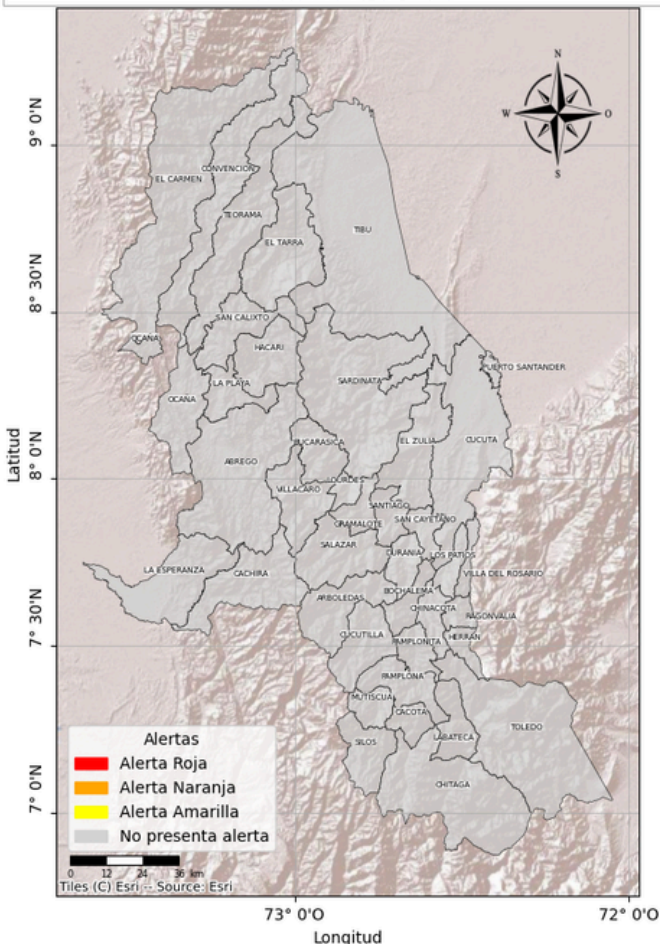 N
W
O
S
9° 0'N
CONVENCION
EL CARMEN
TEORAMA
TIBU
EL TARRA
8° 30'N
SAN CALIXTO
OCAÑA
HACARI
PUERTO SANTANDER
LA PLAYA
SARDINATA
OCAÑA
BUCARASICA
EL ZULIA
CUCUTA
Latitud
8° 0'N
ABREGO
LOURDES
VILLACARO
SANTIAGO
GRAMALOTE
SAN CAYETANO
SALAZAR
DURANIA
LOS PATIOS
LA ESPERANZA
CACHIRA
VILLA DEL ROSARIO
BOCHALEMA
ARBOLEDAS
CHINACOTA
RAGONVALIA
7° 30'N
CUCUTILLA
PAMPLONITA
HERRAN
PAMPLONA
MUTISCUA
CACOTA
TOLEDO
SILOS
LABATECA
CHITAGA
7° 0'N
Alertas
Alerta Roja
Alerta Naranja
Alerta Amarilla
No presenta alerta
0 12 24 36 km
Tiles (C) Esri -- Source: Esri
73° 0'O
72° 0'O
Longitud